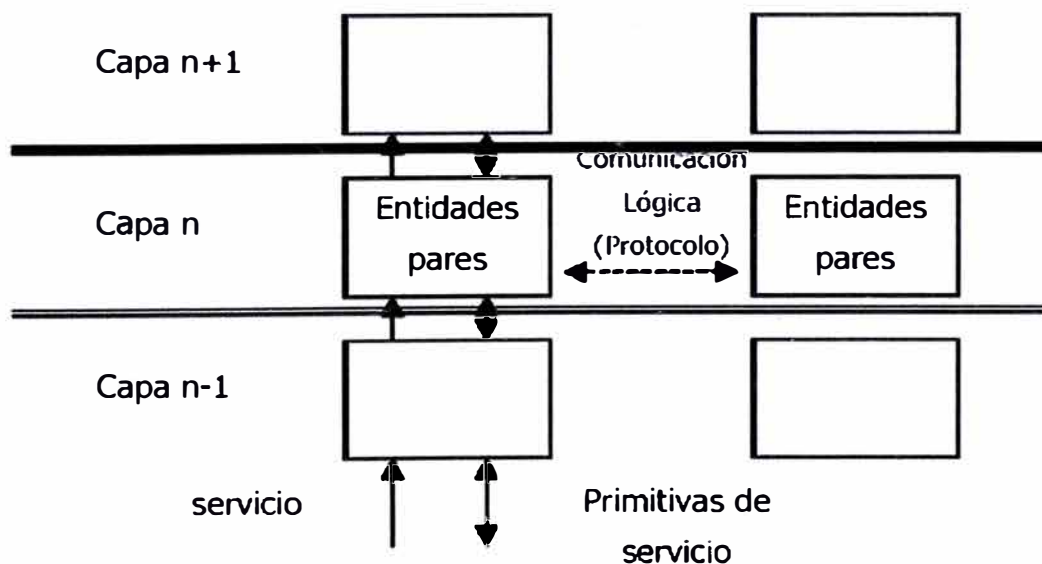 Capa n+1
Comunicación
Lógica
(Protocolo)
Capa n
Entidades
pares
Entidades
pares
Capa n-1
servicio
Primitivas de
servicio